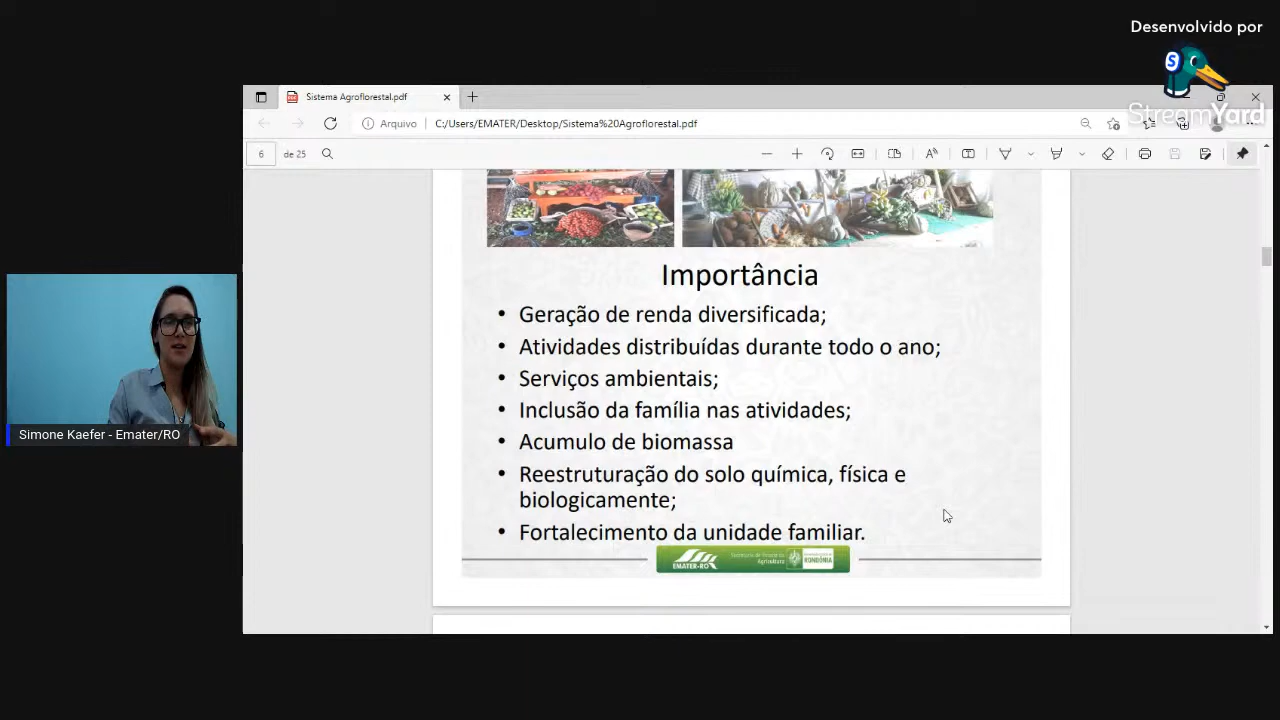 Desenvolvido por
S
StreamYard
Sistema Agroflorestal.pdf
Arquivo
C:/Users/EMATER/Desktop/Sistema%20Agroflorestal.pdf
6
de 25
Importância
• Geração de renda diversificada;
• Atividades distribuídas durante todo o ano;
• Serviços ambientais;
• Inclusão da família nas atividades;
• Acumulo de biomassa
• Reestruturação do solo química, física e
biologicamente;
• Fortalecimento da unidade familiar.
EMATER-RO
Agricultura
RONDÔNIA
Simone Kaefer - Emater/RO